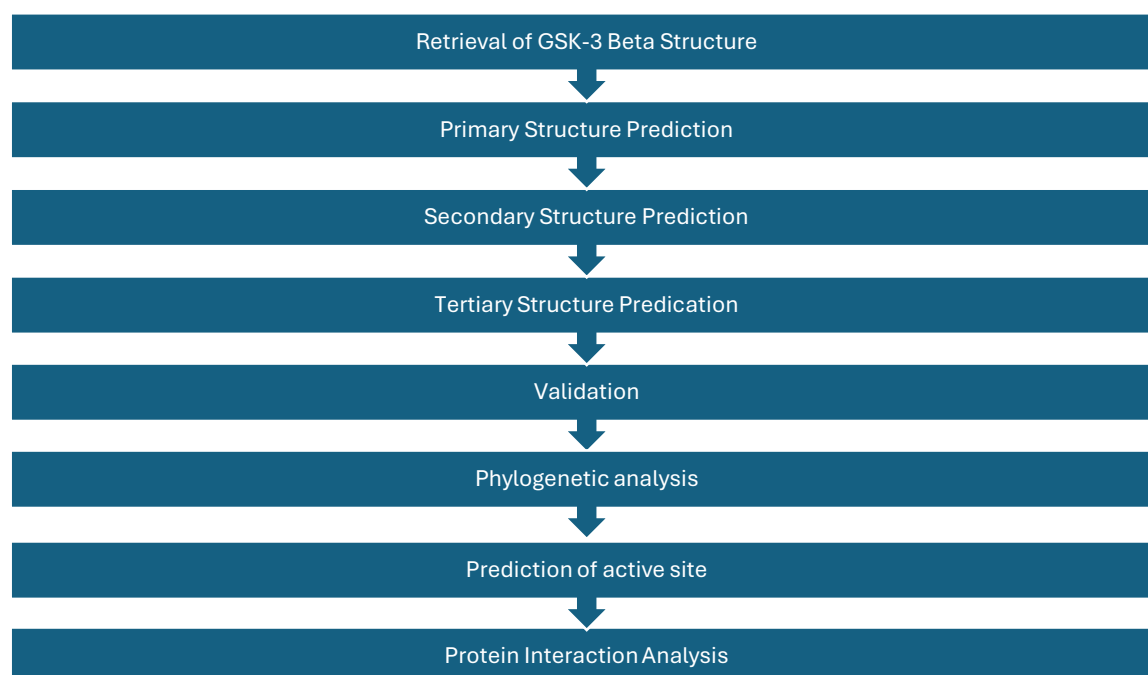 Retrieval of GSK-3 Beta Structure
Primary Structure Prediction
Secondary Structure Prediction
Tertiary Structure Predication
Validation
Phylogenetic analysis
Prediction of active site
Protein Interaction Analysis